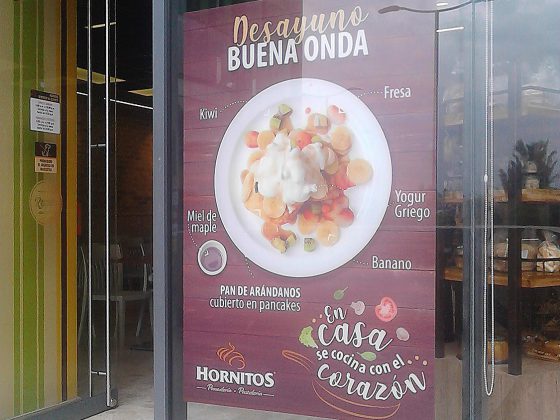 Desayuno
BUENA ONDA
Fresa
Kiwi
Yogur
Griego
Miel de
maple
Banano
PAN DE ARÁNDANOS
cubierto en pancakes
En
casa
se cocina con el
corazón
HORNITOS
Panadería - Pastelería